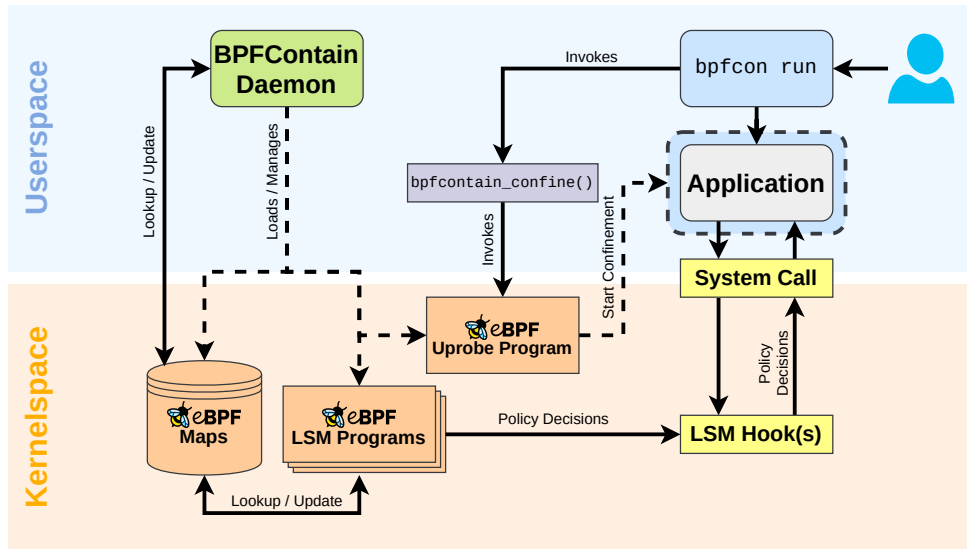 Userspace
BPFContain
Daemon
Invokes
bpfcon run
Lookup / Update
Loads / Manages
bpfcontain_confine()
Application
Invokes
Start Confinement
System Call
Kernelspace
eBPF
Uprobe Program
Policy
Decisions
eBPF
Maps
eBPF
LSM Programs
Policy Decisions
LSM Hook(s)
Lookup / Update